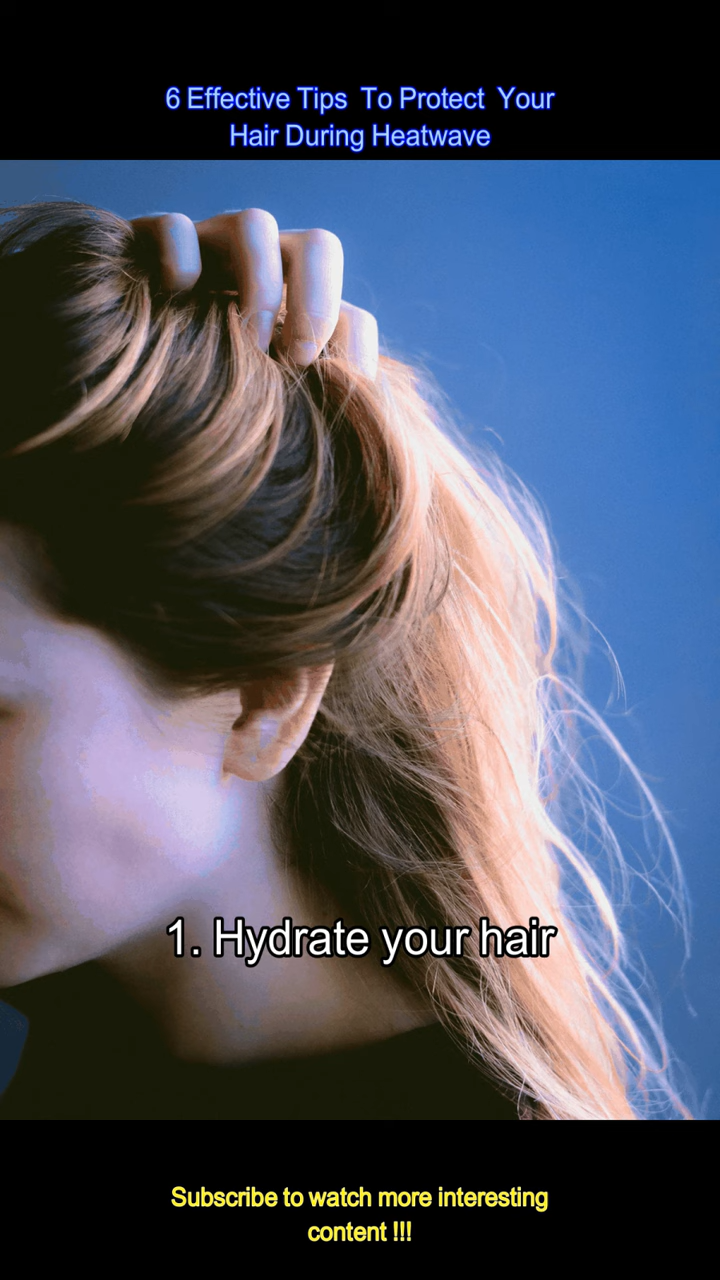 6 Effective Tips  To Protect  Your
Hair During Heatwave
1. Hydrate your hair
Subscribe to watch more interesting
content !!!